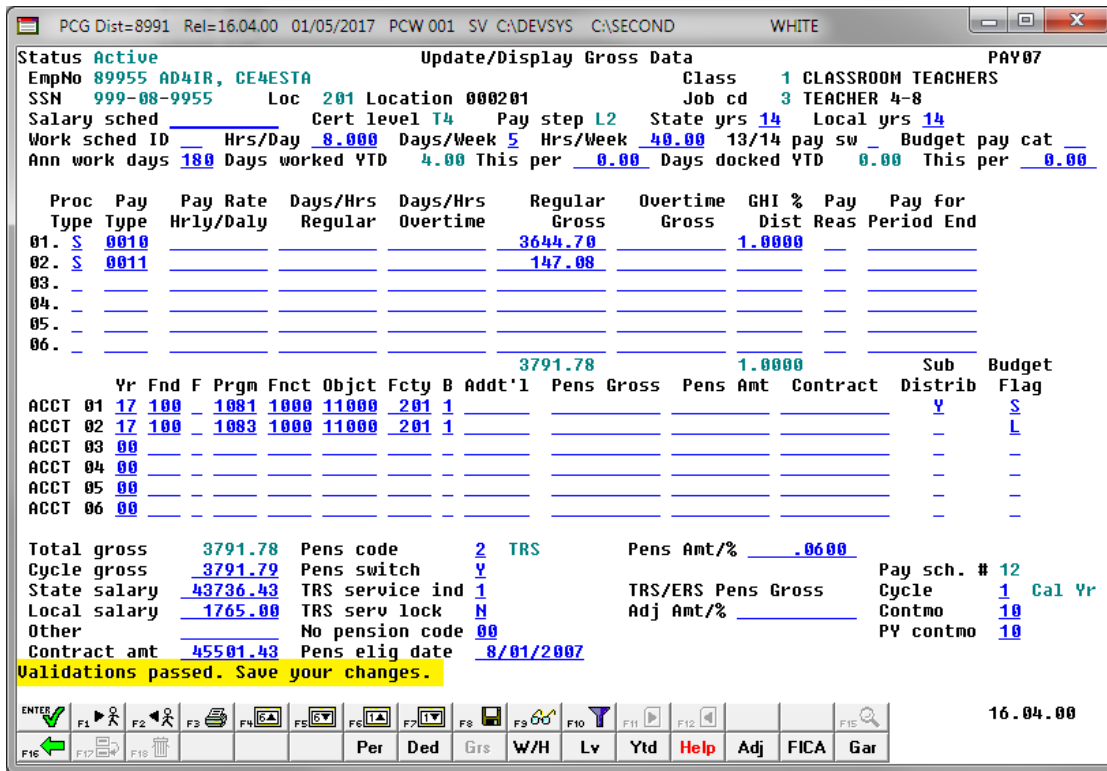 PCG Dist=8991 Rel=16.04.00 01/05/2017 PCW 001 SV C:\DEVSYS C:\SECOND WHITE
Status Active Update/Display Gross Data PAY07
EmpNo 89955 AD4IR, CE4ESTA Class 1 CLASSROOM TEACHERS
SSN 999-08-9955 Loc 201 Location 000201 Job cd 3 TEACHER 4-8
Salary sched Cert level T4 Pay step L2 State yrs 14 Local yrs 14
Work sched ID Hrs/Day 8.000 Days/Week 5 Hrs/Week 40.00 13/14 pay sw Budget pay cat
Ann work days 180 Days worked YTD 4.00 This per 0.00 Days docked YTD 0.00 This per 0.00
Proc Pay Pay Rate Days/Hrs Days/Hrs Regular Overtime GHI % Pay Pay for
Type Type Hrly/Daly Regular Overtime Gross Gross Dist Reas Period End
01. S 0010 3644.70 1.0000
02. S 0011 147.08
03.
04.
05.
06.
3791.78 1.0000 Sub Budget
Yr Fnd F Prgm Fnct Objct Fcty B Addt'l Pens Gross Pens Amt Contract Distrib Flag
ACCT 01 17 100 1081 1000 11000 201 1 Y S
ACCT 02 17 100 1083 1000 11000 201 1 L
ACCT 03 00
ACCT 04 00
ACCT 05 00
ACCT 06 00
Total gross 3791.78 Pens code 2 TRS Pens Amt/% .0600
Cycle gross 3791.79 Pens switch Y Pay sch. # 12
State salary 43736.43 TRS service ind 1 TRS/ERS Pens Gross Cycle 1 Cal Yr
Local salary 1765.00 TRS serv lock N Adj Amt/% Contmo 10
Other No pension code 00 PY contmo 10
Contract amt 45501.43 Pens elig date 8/01/2007
Validations passed. Save your changes.
ENTER F1 F2 F3 F4 6 F5 6 F6 1 F7 1 F8 F9 F10 F11 F12 F15 16.04.00
F16 F17 F18 Per Ded Grs W/H Lv Ytd Help Adj FICA Gar